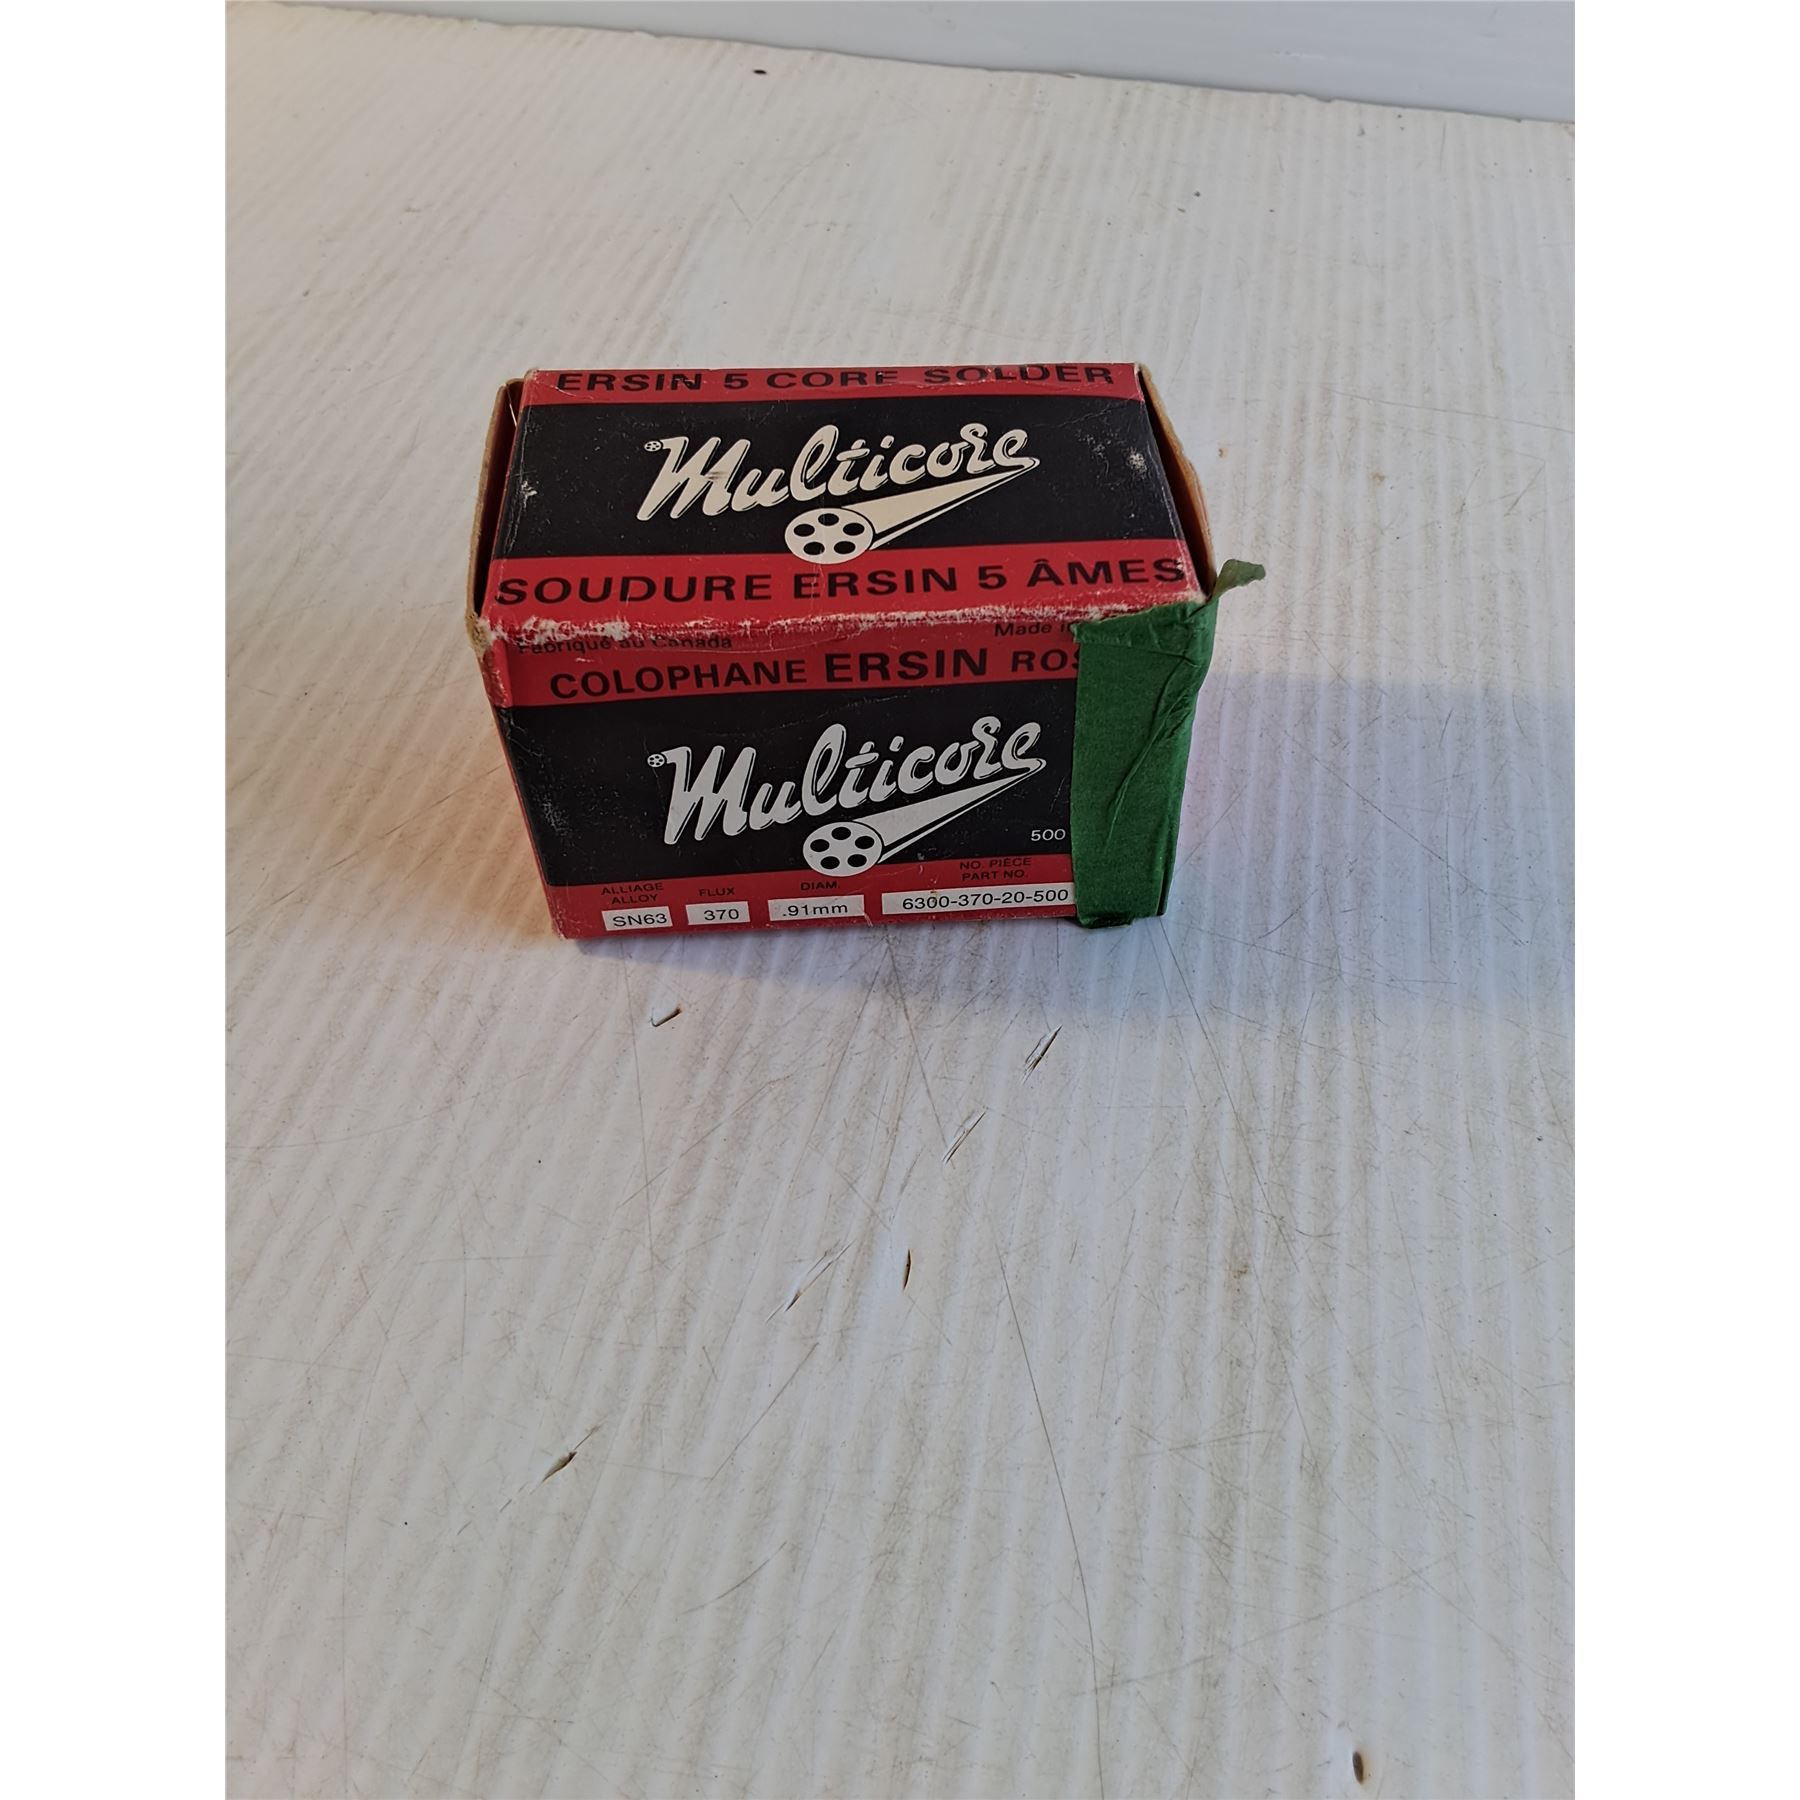 ERSIN 5 CORE SOLDER
Multicore
SOUDURE ERSIN 5 ÂMES
Fabriqué au Canada Made
COLOPHANE ERSIN
Multicore
500
ALLIAGE
ALLOY
FLUX
DIAM.
NO. PIÈCE
PART NO.
SN63 370 .91mm 6300-370-20-500